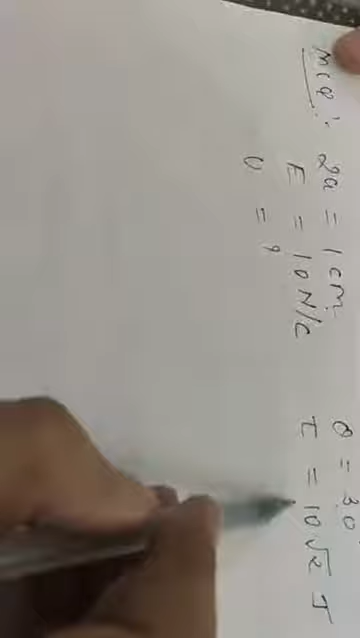 MCQ:
2a = 1 cm θ = 30°
E = 10 N/C τ = 10√2 J
U = ?